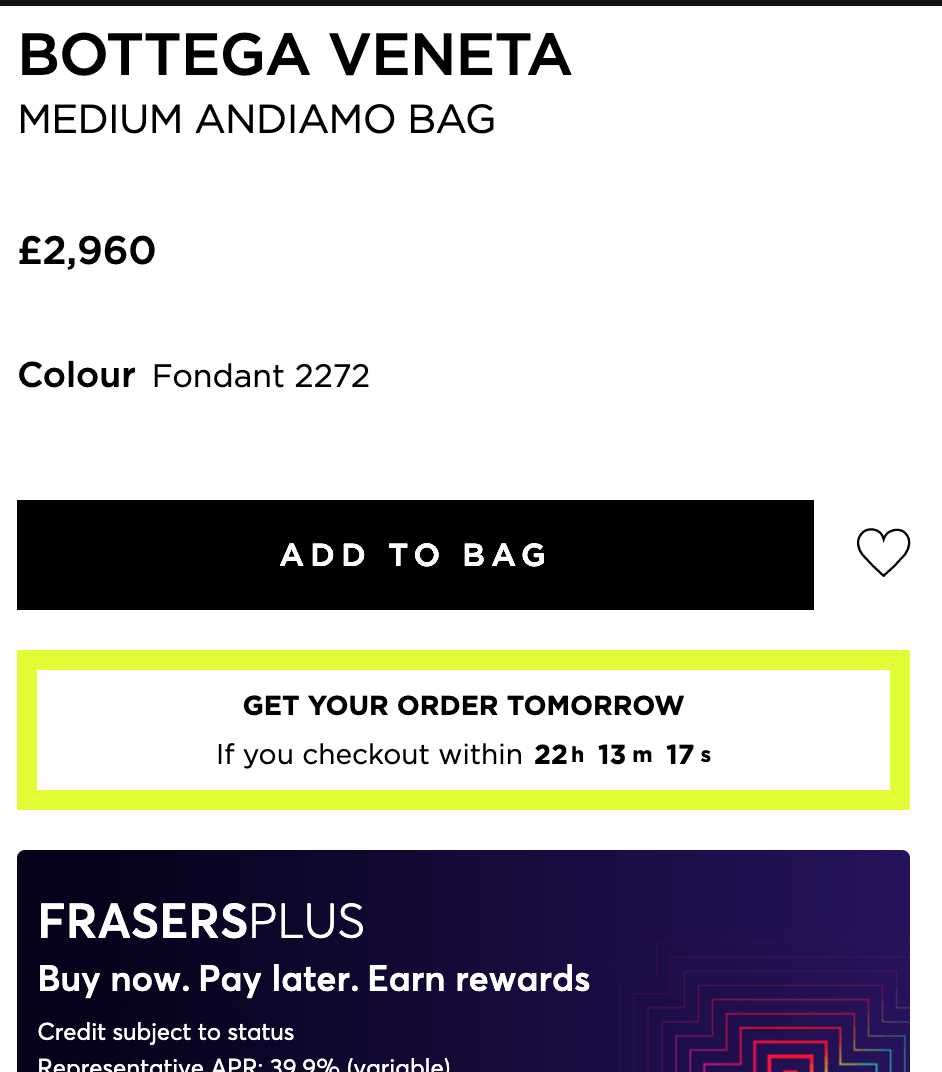 BOTTEGA VENETA
MEDIUM ANDIAMO BAG
£2,960
Colour Fondant 2272
ADD TO BAG
GET YOUR ORDER TOMORROW
If you checkout within 22h 13m 17s
FRASERSPLUS
Buy now. Pay later. Earn rewards
Credit subject to status
Representative APR: 39.9% (variable)